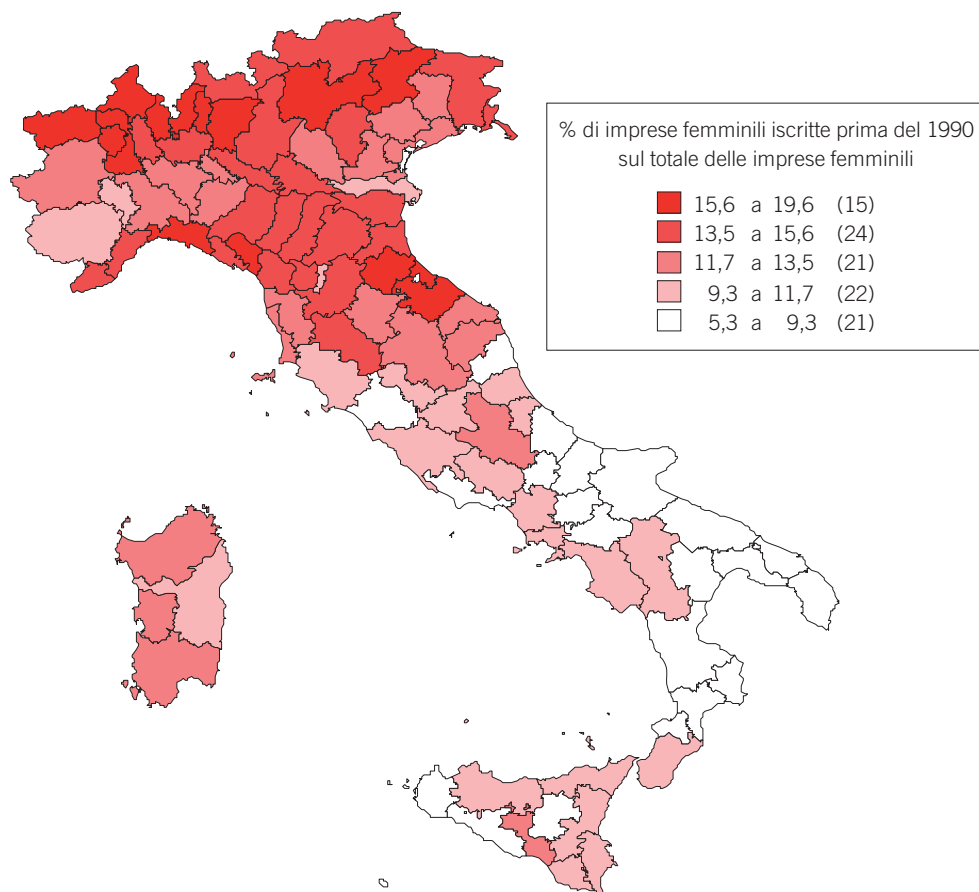 % di imprese femminili iscritte prima del 1990
sul totale delle imprese femminili
15,6 a 19,6 (15)
13,5 a 15,6 (24)
11,7 a 13,5 (21)
9,3 a 11,7 (22)
5,3 a 9,3 (21)